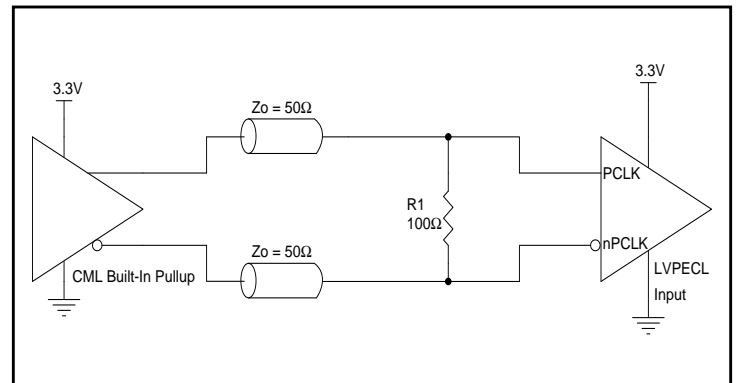 3.3V
3.3V
Zo = 50Ω
PCLK
R1
100Ω
nPCLK
Zo = 50Ω
CML Built-In Pullup
LVPECL
Input